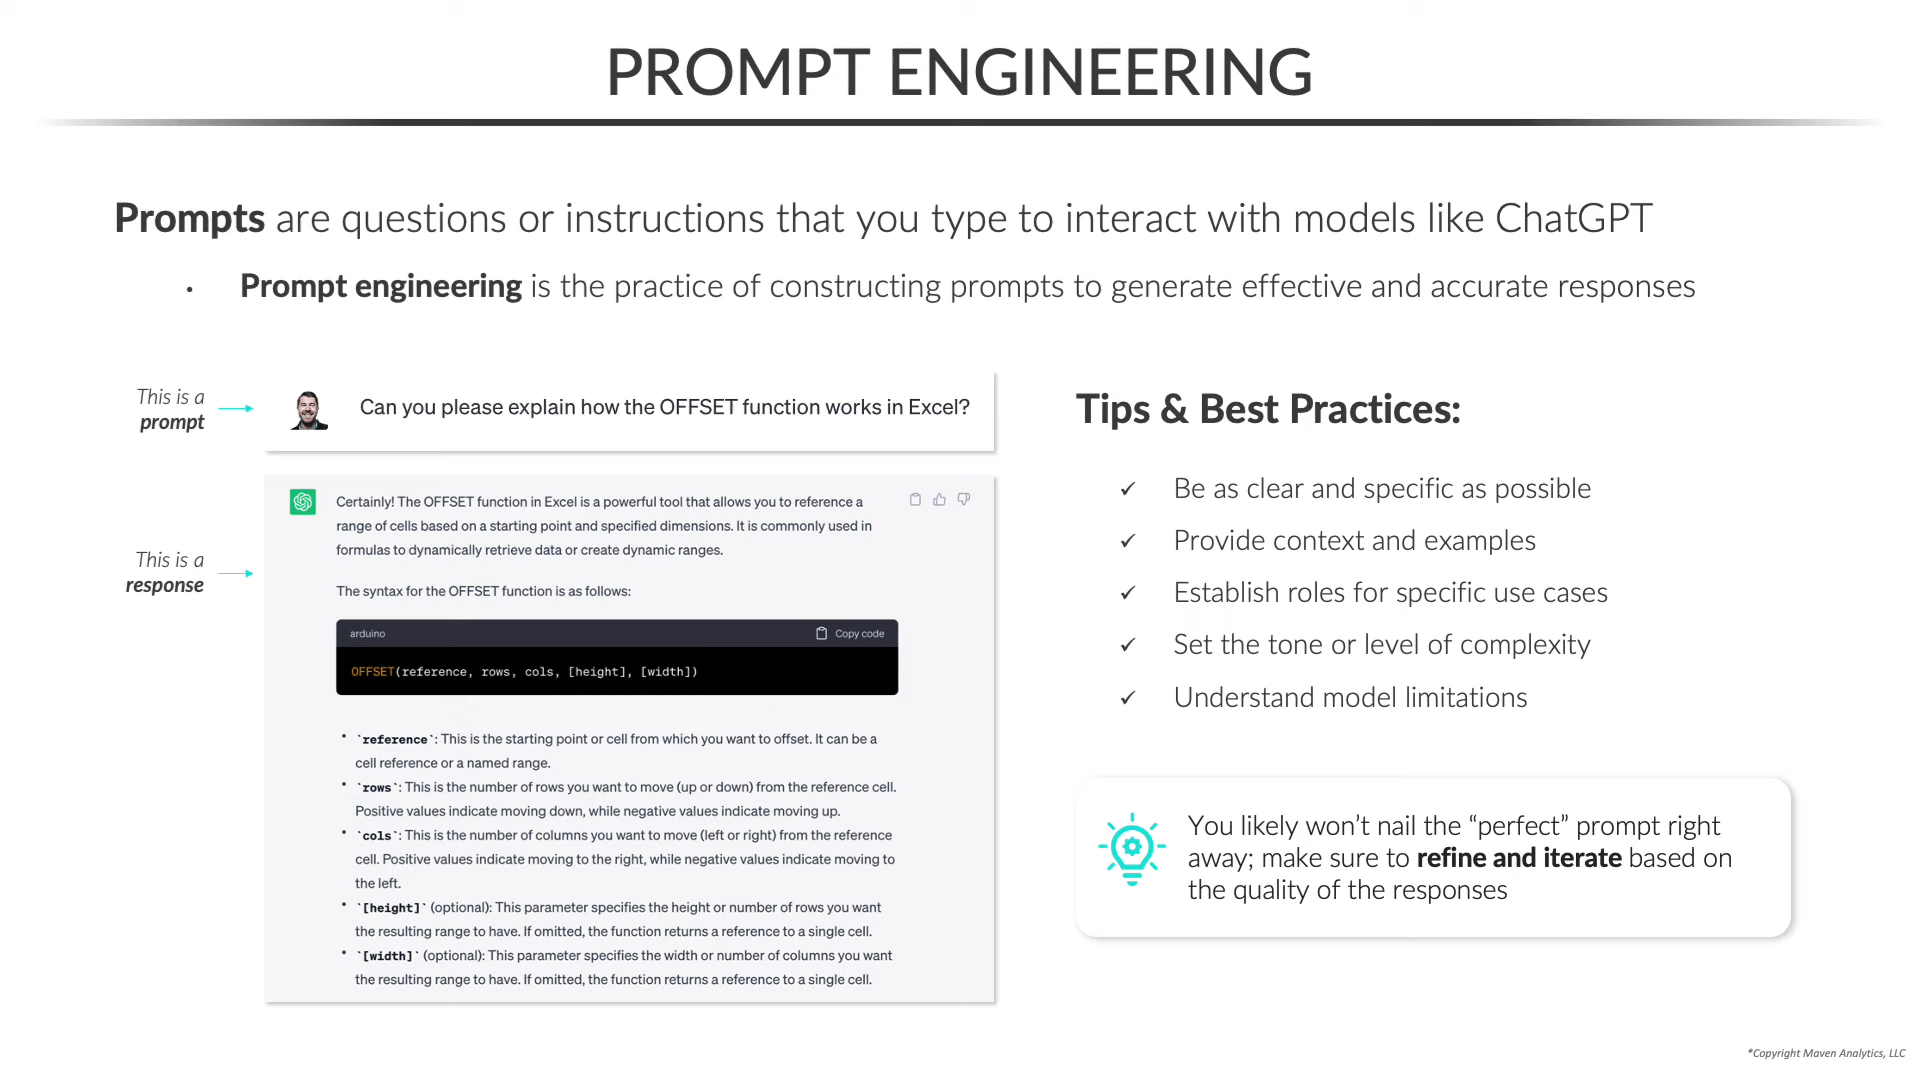 PROMPT ENGINEERING
Prompts are questions or instructions that you type to interact with models like ChatGPT
• Prompt engineering is the practice of constructing prompts to generate effective and accurate responses
This is a
prompt
Can you please explain how the OFFSET function works in Excel?
This is a
response
Certainly! The OFFSET function in Excel is a powerful tool that allows you to reference a
range of cells based on a starting point and specified dimensions. It is commonly used in
formulas to dynamically retrieve data or create dynamic ranges.
The syntax for the OFFSET function is as follows:
arduino Copy code
OFFSET(reference, rows, cols, [height], [width])
• `reference`: This is the starting point or cell from which you want to offset. It can be a
cell reference or a named range.
• `rows`: This is the number of rows you want to move (up or down) from the reference cell.
Positive values indicate moving down, while negative values indicate moving up.
• `cols`: This is the number of columns you want to move (left or right) from the reference
cell. Positive values indicate moving to the right, while negative values indicate moving to
the left.
• `[height]` (optional): This parameter specifies the height or number of rows you want
the resulting range to have. If omitted, the function returns a reference to a single cell.
• `[width]` (optional): This parameter specifies the width or number of columns you want
the resulting range to have. If omitted, the function returns a reference to a single cell.
Tips & Best Practices:
✓ Be as clear and specific as possible
✓ Provide context and examples
✓ Establish roles for specific use cases
✓ Set the tone or level of complexity
✓ Understand model limitations
You likely won’t nail the “perfect” prompt right
away; make sure to refine and iterate based on
the quality of the responses
*Copyright Maven Analytics, LLC